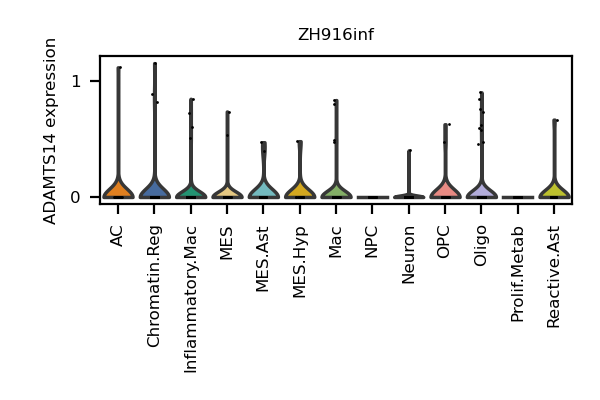 ZH916inf
ADAMTS14 expression
1
0
AC
Chromatin.Reg
Inflammatory.Mac
MES
MES.Ast
MES.Hyp
Mac
NPC
Neuron
OPC
Oligo
Prolif.Metab
Reactive.Ast